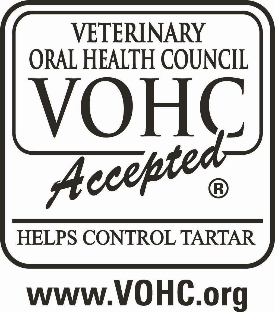 VETERINARY
ORAL HEALTH COUNCIL
VOHC
Accepted®
HELPS CONTROL TARTAR
www.VOHC.org